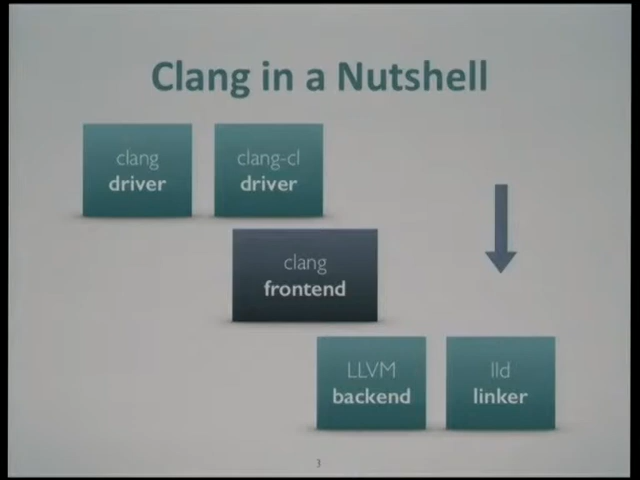 Clang in a Nutshell
clang
driver
clang-cl
driver
clang
frontend
LLVM
backend
lld
linker
3